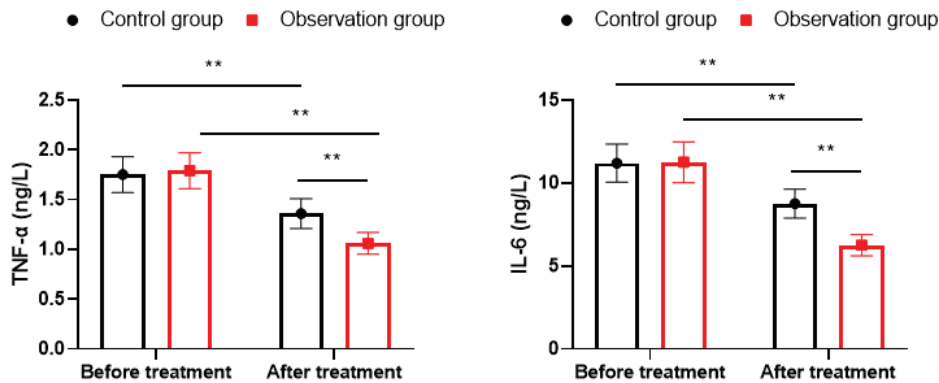 Control group Observation group
**
**
**
TNF-α (ng/L)
2.5
2.0
1.5
1.0
0.5
0.0
Before treatment After treatment
Control group Observation group
**
**
**
IL-6 (ng/L)
15
10
5
0
Before treatment After treatment